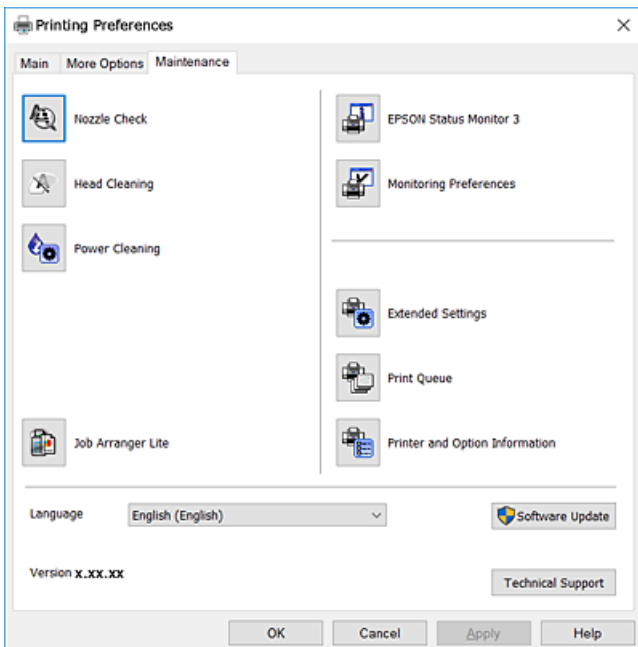 Printing Preferences
Main More Options Maintenance
Nozzle Check
EPSON Status Monitor 3
Head Cleaning
Monitoring Preferences
Power Cleaning
Extended Settings
Print Queue
Job Arranger Lite
Printer and Option Information
Language English (English) Software Update
Version x.xx.xx
Technical Support
OK Cancel Apply Help